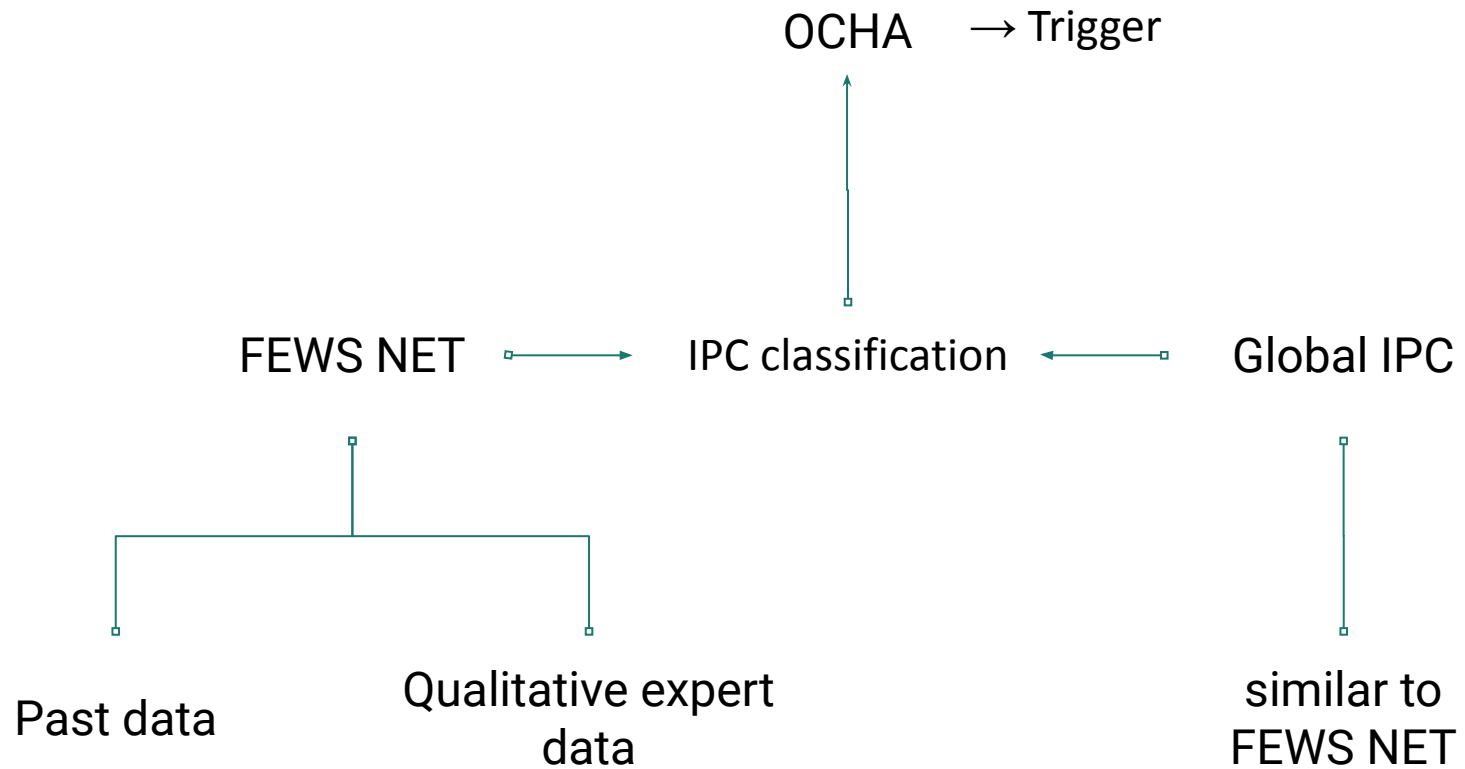 OCHA → Trigger
FEWS NET
IPC classification
Global IPC
Past data
Qualitative expert
data
similar to
FEWS NET